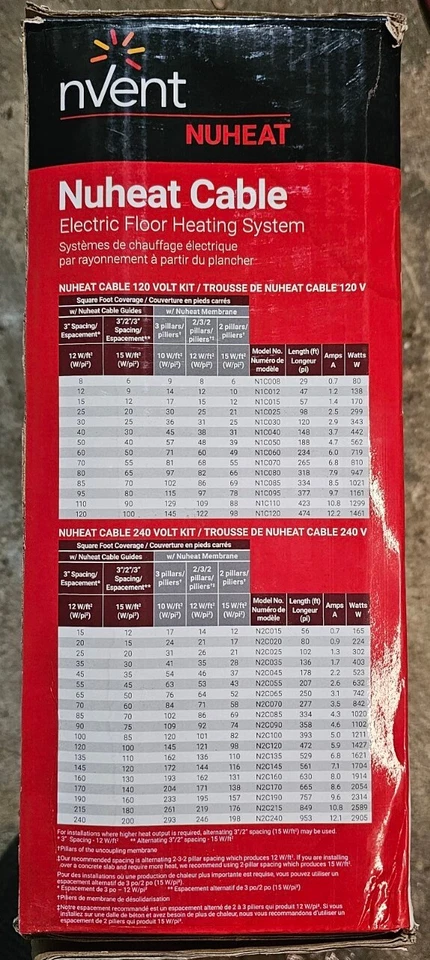 nVent
NUHEAT
Nuheat Cable
Electric Floor Heating System
Systèmes de chauffage électrique
par rayonnement à partir du plancher
NUHEAT CABLE 120 VOLT KIT / TROUSSE DE NUHEAT CABLE 120 V
Square Foot Coverage / Couverture en pieds carrés
w/ Nuheat Cable Guides w/ Nuheat Membrane
3" Spacing/ Espacement* 3"/2"/3" Spacing/ Espacement** 3 pillars/ piliers† 2/3/2 pillars/ piliers†‡ 2 pillars/ piliers† Model No. Numéro de modèle Length (ft) Longeur (pi) Amps A Watts W
12 W/ft² (W/pi²) 15 W/ft² (W/pi²) 10 W/ft² (W/pi²) 12 W/ft² (W/pi²) 15 W/ft² (W/pi²)
8 6 9 8 6 N1C008 29 0.7 80
12 9 14 12 10 N1C012 47 1.2 138
15 12 17 15 12 N1C015 57 1.4 170
25 20 30 25 21 N1C025 98 2.5 299
30 25 36 31 25 N1C030 120 2.9 343
40 30 45 38 31 N1C040 148 3.7 442
50 40 57 48 39 N1C050 188 4.7 562
60 50 71 60 49 N1C060 234 6.0 719
70 55 81 68 55 N1C070 265 6.8 810
80 65 97 82 66 N1C080 318 7.9 947
85 70 102 86 69 N1C085 334 8.5 1021
95 80 115 97 78 N1C095 377 9.7 1161
110 90 129 109 88 N1C110 423 10.8 1299
120 100 145 122 98 N1C120 474 12.2 1461
NUHEAT CABLE 240 VOLT KIT / TROUSSE DE NUHEAT CABLE 240 V
Square Foot Coverage / Couverture en pieds carrés
w/ Nuheat Cable Guides w/ Nuheat Membrane
3" Spacing/ Espacement* 3"/2"/3" Spacing/ Espacement** 3 pillars/ piliers† 2/3/2 pillars/ piliers†‡ 2 pillars/ piliers† Model No. Numéro de modèle Length (ft) Longeur (pi) Amps A Watts W
12 W/ft² (W/pi²) 15 W/ft² (W/pi²) 10 W/ft² (W/pi²) 12 W/ft² (W/pi²) 15 W/ft² (W/pi²)
15 12 17 14 12 N2C015 56 0.7 165
20 15 24 21 17 N2C020 80 0.9 224
25 20 31 26 21 N2C025 102 1.3 302
35 30 41 35 28 N2C035 136 1.7 403
45 35 54 46 37 N2C045 178 2.2 523
55 45 63 53 43 N2C055 207 2.6 632
65 50 76 64 52 N2C065 250 3.1 742
70 60 84 71 58 N2C070 277 3.5 842
85 70 102 86 69 N2C085 334 4.3 1020
90 75 109 92 74 N2C090 358 4.6 1102
100 85 120 101 82 N2C100 393 5.0 1211
120 100 145 121 98 N2C120 472 5.9 1427
135 110 162 136 110 N2C135 529 6.8 1621
145 120 172 144 116 N2C145 561 7.1 1704
160 130 193 162 131 N2C160 630 8.0 1914
170 140 204 171 138 N2C170 665 8.6 2054
190 160 233 195 157 N2C190 757 9.6 2314
215 180 261 219 176 N2C215 849 10.8 2589
240 200 293 246 198 N2C240 953 12.1 2905
For installations where higher heat output is required, alternating 3"/2" spacing (15 W/ft²) may be used.
* 3" Spacing - 12 W/ft² ** Alternating 3"/2" spacing - 15 W/ft²
†Pillars of the uncoupling membrane
‡Our recommended spacing is alternating 2-3-2 pillar spacing which produces 12 W/ft². If you are installing
over a concrete slab and require more heat, we recommend using 2-pillar spacing which produces 15 W/ft².
Pour des installations où une production de chaleur plus importante est requise, vous pouvez utiliser un
espacement alternatif de 3 po/2 pe (15 W/pi²).
* Espacement de 3 po – 12 W/pi² ** Espacement alternatif de 3 po/2 po (15 W/pi²)
†Piliers de membrane de désolidarisation
‡Notre espacement recommandé est un espacement alterné de 2 à 3 piliers qui produit 12 W/pi². Si vous
installez sur une dalle de béton et avez besoin de plus de chaleur, nous vous recommandons d'utiliser un
espacement de 2 piliers qui produit 15 W/pi².